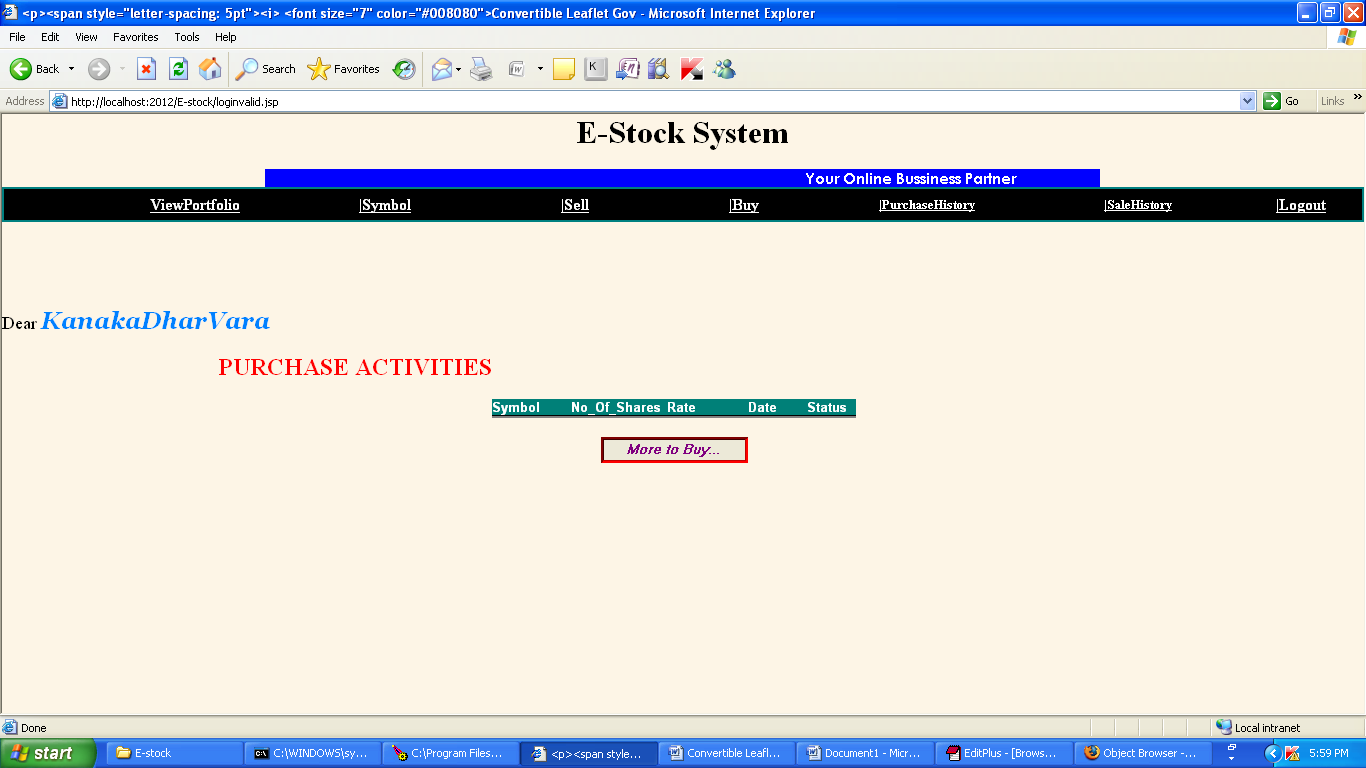 <p><span style="letter-spacing: 5pt"><i> <font size="7" color="#008080">Convertible Leaflet Gov - Microsoft Internet Explorer
File Edit View Favorites Tools Help
Back Search Favorites
Address http://localhost:2012/E-stock/loginvalid.jsp Go Links »
E-Stock System
Your Online Bussiness Partner
ViewPortfolio |Symbol |Sell |Buy |PurchaseHistory |SaleHistory |Logout
Dear KanakaDharVara
PURCHASE ACTIVITIES
Symbol No_Of_Shares Rate Date Status
More to Buy...
Done Local intranet
start E-stock C:\WINDOWS\sy... C:\Program Files... <p><span style... Convertible Leafl... Document1 - Micr... EditPlus - [Brows... Object Browser -... 5:59 PM